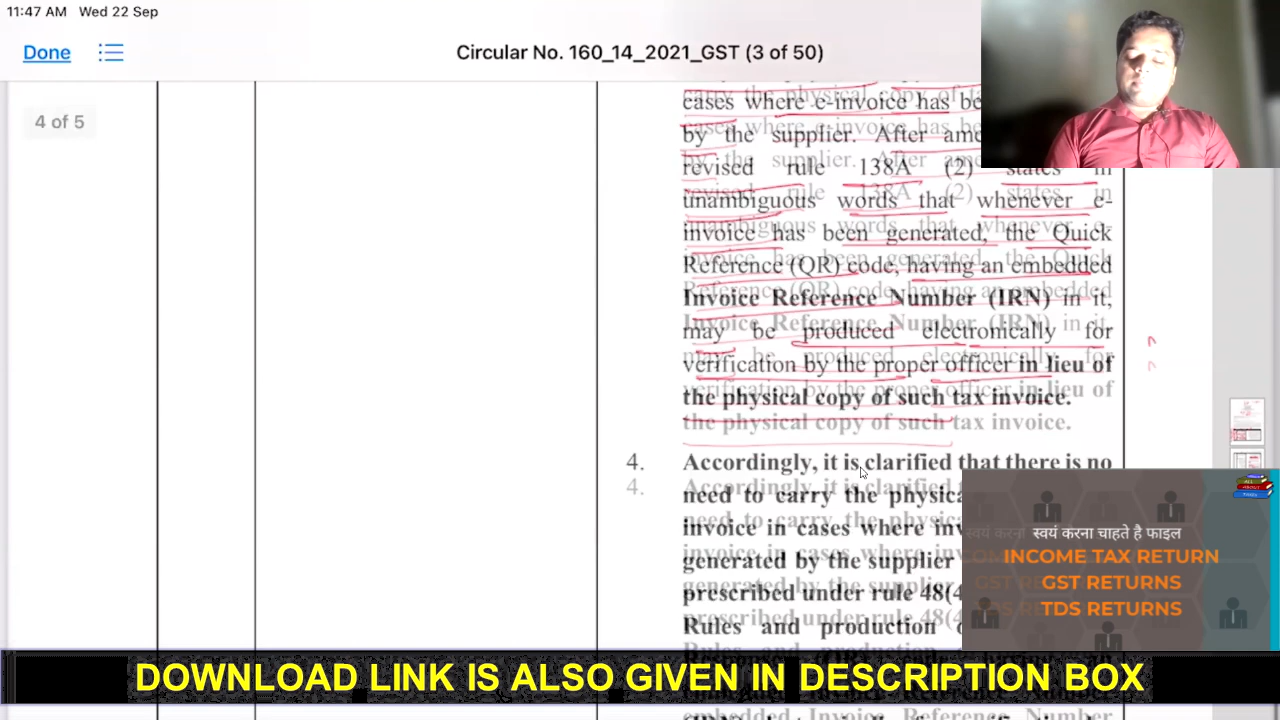 11:47 AM Wed 22 Sep
Done
Circular No. 160_14_2021_GST (3 of 50)
4 of 5
cases where e-invoice has be
by the supplier. After ame
revised rule 138A (2) states in
unambiguous words that whenever e-
invoice has been generated, the Quick
Reference (QR) code, having an embedded
Invoice Reference Number (IRN) in it,
may be produced electronically for
verification by the proper officer in lieu of
the physical copy of such tax invoice.
4. Accordingly, it is clarified that there is no
need to carry the physica
invoice in cases where inv
generated by the supplier
prescribed under rule 48(4
Rules and production
स्वयं करना चाहते है फाइल
INCOME TAX RETURN
GST RETURNS
TDS RETURNS
DOWNLOAD LINK IS ALSO GIVEN IN DESCRIPTION BOX